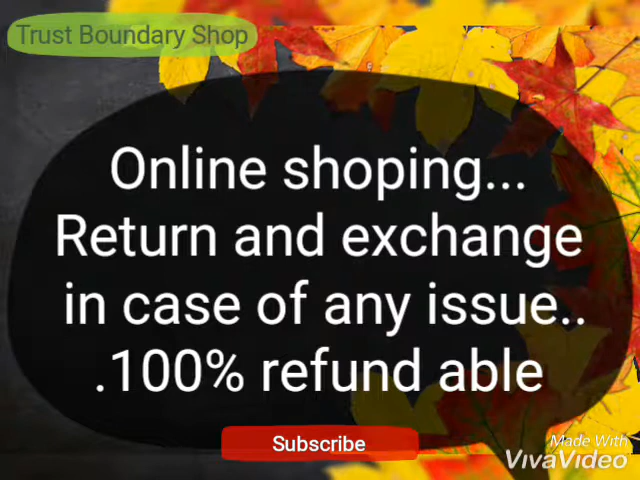 Trust Boundary Shop
Online shoping...
Return and exchange
in case of any issue..
.100% refund able
Subscribe
Made With
VivaVideo